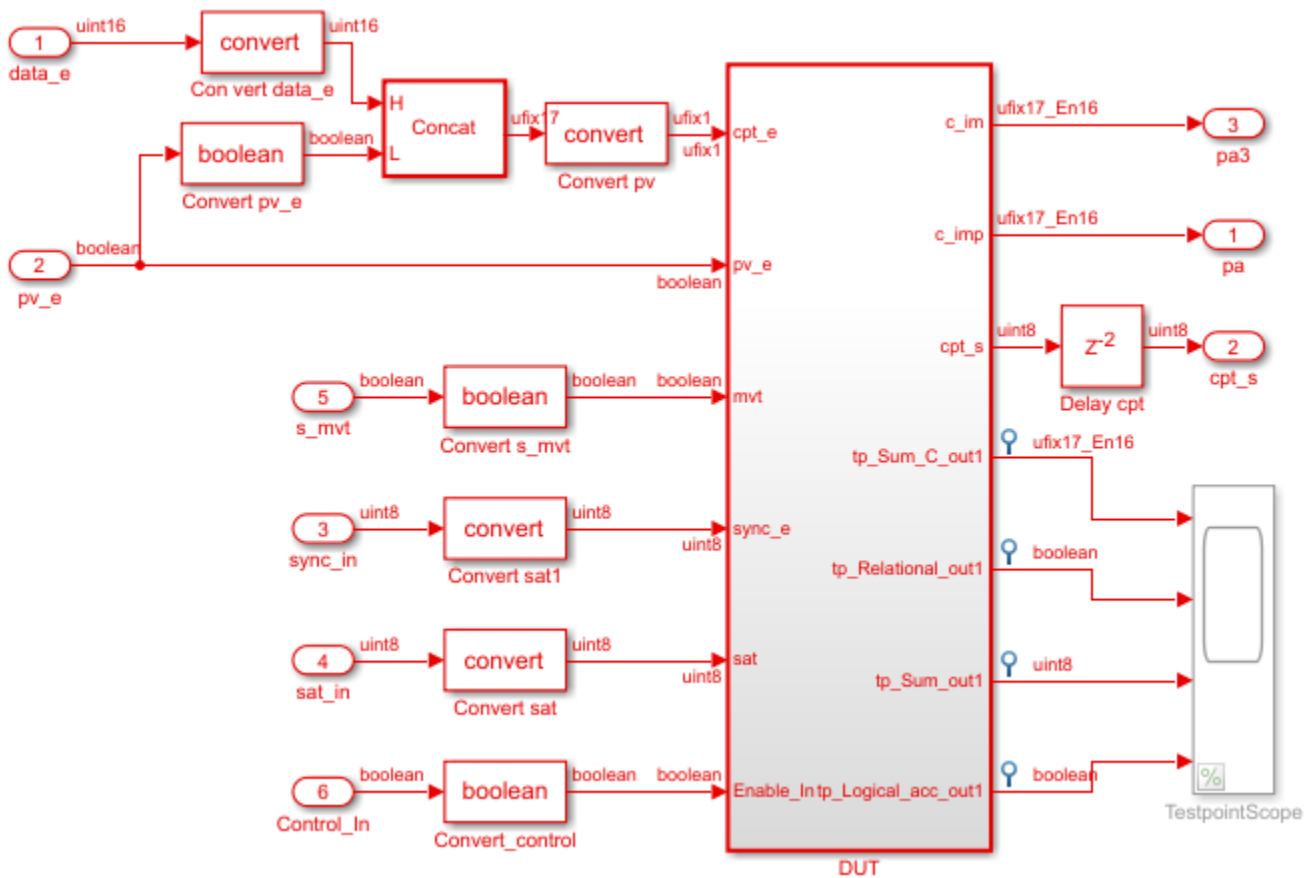 1
data_e
uint16
convert
Con vert data_e
uint16
boolean
Convert pv_e
boolean
H
L
Concat
ufix17
convert
Convert pv
ufix1
ufix1
2
pv_e
boolean
boolean
5
s_mvt
boolean
boolean
Convert s_mvt
boolean
boolean
3
sync_in
uint8
convert
Convert sat1
uint8
uint8
4
sat_in
uint8
convert
Convert sat
uint8
uint8
6
Control_In
boolean
boolean
Convert_control
boolean
boolean
cpt_e
pv_e
mvt
sync_e
sat
Enable_In
c_im
c_imp
cpt_s
tp_Sum_C_out1
tp_Relational_out1
tp_Sum_out1
tp_Logical_acc_out1
DUT
ufix17_En16
3
pa3
ufix17_En16
1
pa
uint8
z-2
Delay cpt
uint8
2
cpt_s
ufix17_En16
boolean
uint8
boolean
%
TestpointScope